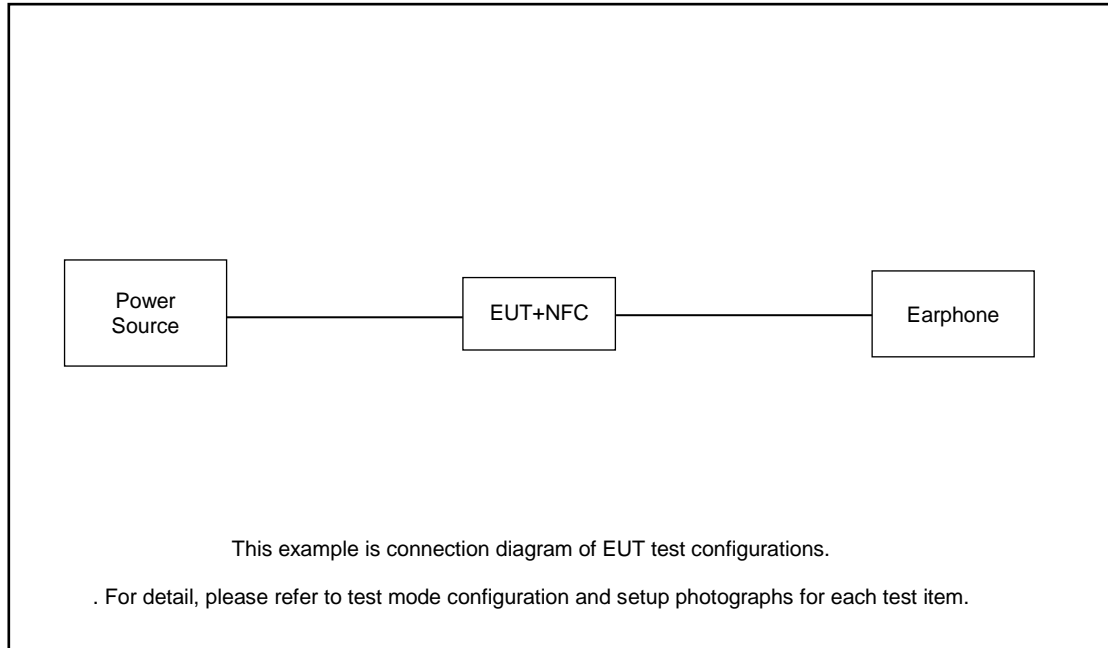 Power
Source
EUT+NFC
Earphone
This example is connection diagram of EUT test configurations.
. For detail, please refer to test mode configuration and setup photographs for each test item.